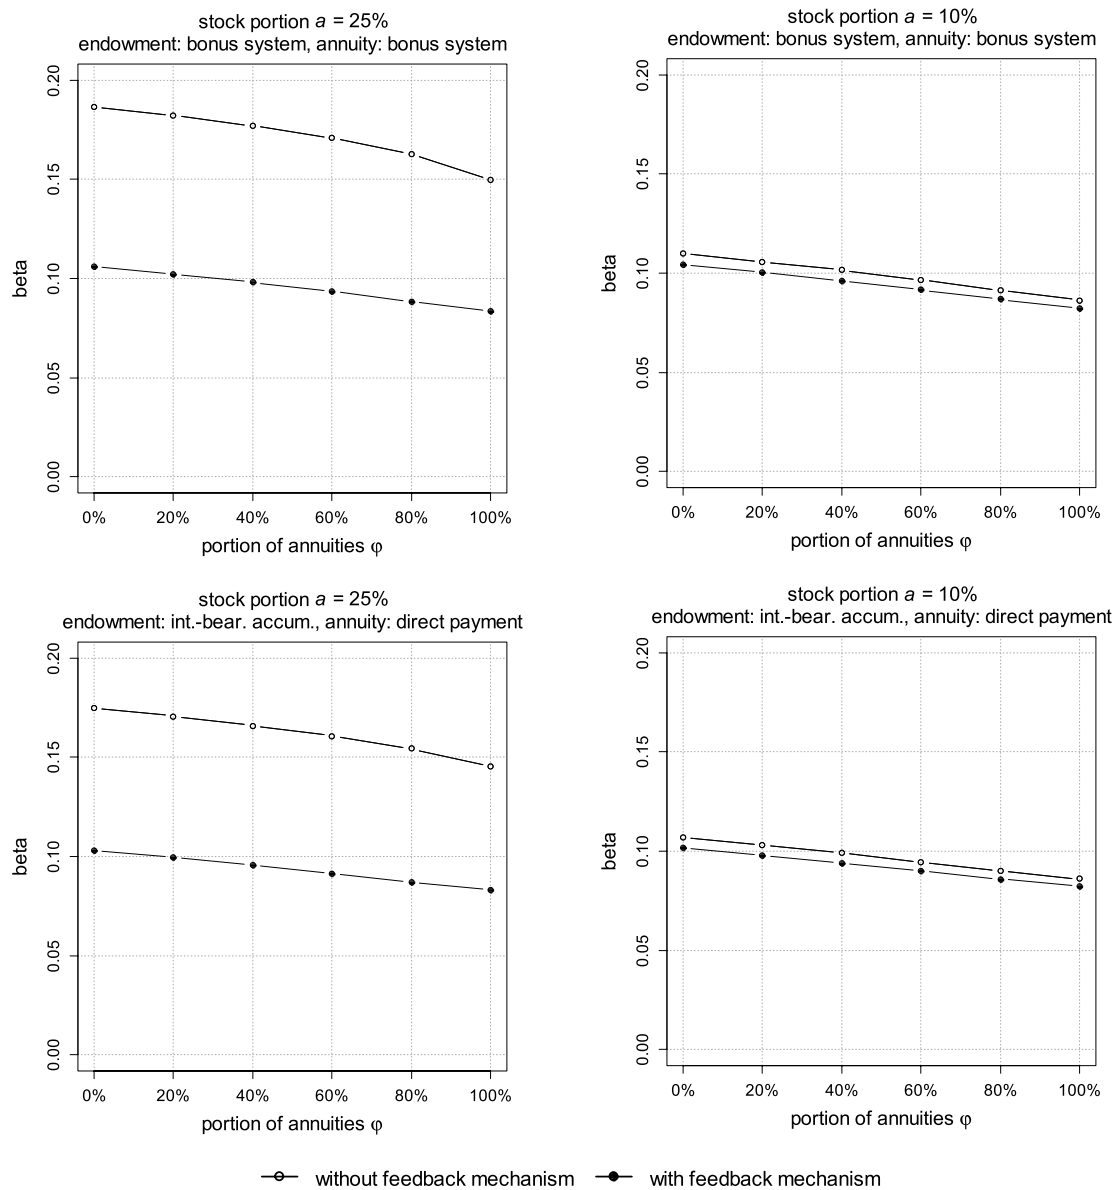 stock portion a = 25%
endowment: bonus system, annuity: bonus system
0.20
0.15
0.10
0.05
0.00
beta
0% 20% 40% 60% 80% 100%
portion of annuities φ
stock portion a = 10%
endowment: bonus system, annuity: bonus system
0.20
0.15
0.10
0.05
0.00
beta
0% 20% 40% 60% 80% 100%
portion of annuities φ
stock portion a = 25%
endowment: int.-bear. accum., annuity: direct payment
0.20
0.15
0.10
0.05
0.00
beta
0% 20% 40% 60% 80% 100%
portion of annuities φ
stock portion a = 10%
endowment: int.-bear. accum., annuity: direct payment
0.20
0.15
0.10
0.05
0.00
beta
0% 20% 40% 60% 80% 100%
portion of annuities φ
without feedback mechanism with feedback mechanism